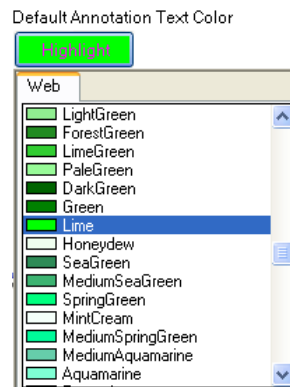 Default Annotation Text Color
Highlight
Web
LightGreen
ForestGreen
LimeGreen
PaleGreen
DarkGreen
Green
Lime
Honeydew
SeaGreen
MediumSeaGreen
SpringGreen
MintCream
MediumSpringGreen
MediumAquamarine
Aquamarine